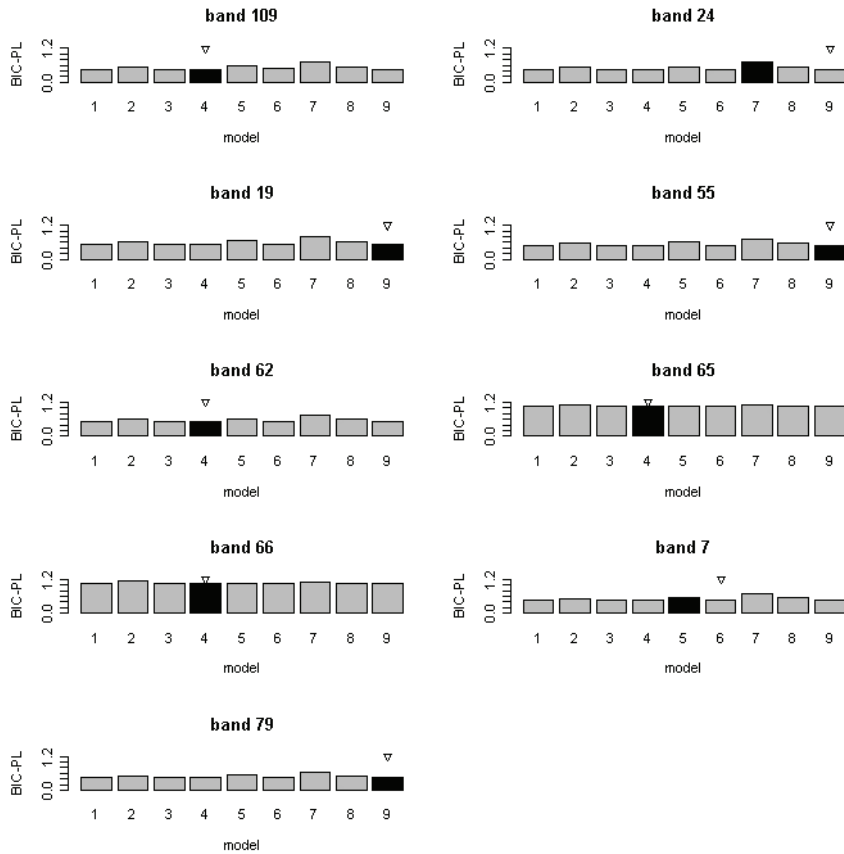 band 109
BIC-PL
0.0 1.2
1 2 3 4 5 6 7 8 9
model
band 24
BIC-PL
0.0 1.2
1 2 3 4 5 6 7 8 9
model
band 19
BIC-PL
0.0 1.2
1 2 3 4 5 6 7 8 9
model
band 55
BIC-PL
0.0 1.2
1 2 3 4 5 6 7 8 9
model
band 62
BIC-PL
0.0 1.2
1 2 3 4 5 6 7 8 9
model
band 65
BIC-PL
0.0 1.2
1 2 3 4 5 6 7 8 9
model
band 66
BIC-PL
0.0 1.2
1 2 3 4 5 6 7 8 9
model
band 7
BIC-PL
0.0 1.2
1 2 3 4 5 6 7 8 9
model
band 79
BIC-PL
0.0 1.2
1 2 3 4 5 6 7 8 9
model